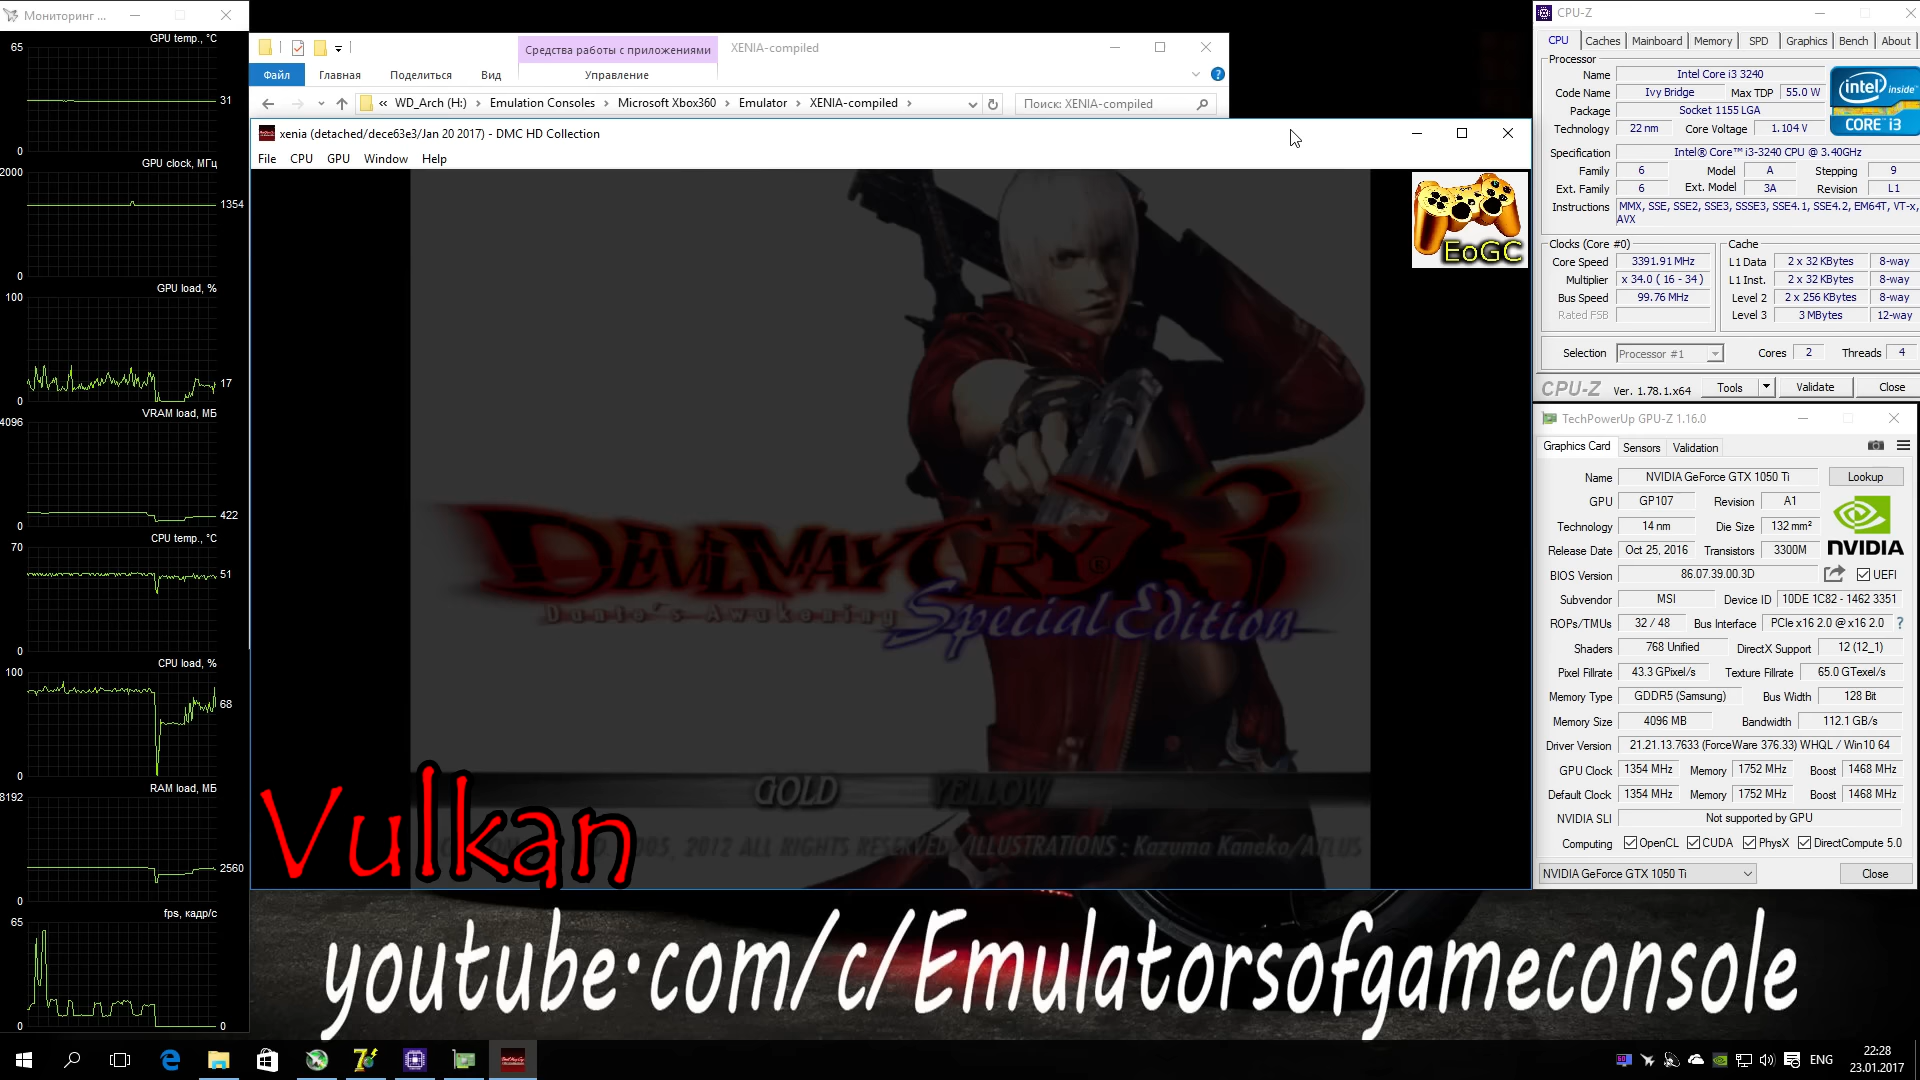 Мониторинг ...
GPU temp., °C
65
31
0
GPU clock, МГц
2000
1354
0
GPU load, %
100
17
0
VRAM load, МБ
4096
422
0
CPU temp., °C
70
51
0
CPU load, %
100
68
0
RAM load, МБ
8192
2560
0
fps, кадр/с
65
0
0
Средства работы с приложениями
XENIA-compiled
Файл
Главная
Поделиться
Вид
Управление
« WD_Arch (H:) › Emulation Consoles › Microsoft Xbox360 › Emulator › XENIA-compiled ›
Поиск: XENIA-compiled
xenia (detached/dece63e3/Jan 20 2017) - DMC HD Collection
File CPU GPU Window Help
EoGC
DEVIL MAY CRY® 3
Dante's Awakening
Special Edition
GOLD YELLOW
2012 ALL RIGHTS RESERVED /ILLUSTRATIONS : Kazuma Kaneko/ATLUS
Vulkan
youtube.com/c/Emulatorsofgameconsole
CPU-Z
CPU Caches Mainboard Memory SPD Graphics Bench About
Processor
Name Intel Core i3 3240
Code Name Ivy Bridge Max TDP 55.0 W
Package Socket 1155 LGA
Technology 22 nm Core Voltage 1.104 V
intel inside™
CORE i3
Specification Intel® Core™ i3-3240 CPU @ 3.40GHz
Family 6 Model A Stepping 9
Ext. Family 6 Ext. Model 3A Revision L1
Instructions MMX, SSE, SSE2, SSE3, SSSE3, SSE4.1, SSE4.2, EM64T, VT-x,
AVX
Clocks (Core #0) Cache
Core Speed 3391.91 MHz L1 Data 2 x 32 KBytes 8-way
Multiplier x 34.0 ( 16 - 34 ) L1 Inst. 2 x 32 KBytes 8-way
Bus Speed 99.76 MHz Level 2 2 x 256 KBytes 8-way
Rated FSB Level 3 3 MBytes 12-way
Selection Processor #1 Cores 2 Threads 4
CPU-Z Ver. 1.78.1.x64 Tools Validate Close
TechPowerUp GPU-Z 1.16.0
Graphics Card Sensors Validation
Name NVIDIA GeForce GTX 1050 Ti Lookup
GPU GP107 Revision A1
Technology 14 nm Die Size 132 mm²
Release Date Oct 25, 2016 Transistors 3300M
NVIDIA
BIOS Version 86.07.39.00.3D UEFI
Subvendor MSI Device ID 10DE 1C82 - 1462 3351
ROPs/TMUs 32 / 48 Bus Interface PCIe x16 2.0 @ x16 2.0 ?
Shaders 768 Unified DirectX Support 12 (12_1)
Pixel Fillrate 43.3 GPixel/s Texture Fillrate 65.0 GTexel/s
Memory Type GDDR5 (Samsung) Bus Width 128 Bit
Memory Size 4096 MB Bandwidth 112.1 GB/s
Driver Version 21.21.13.7633 (ForceWare 376.33) WHQL / Win10 64
GPU Clock 1354 MHz Memory 1752 MHz Boost 1468 MHz
Default Clock 1354 MHz Memory 1752 MHz Boost 1468 MHz
NVIDIA SLI Not supported by GPU
Computing OpenCL CUDA PhysX DirectCompute 5.0
NVIDIA GeForce GTX 1050 Ti Close
ENG
22:28
23.01.2017